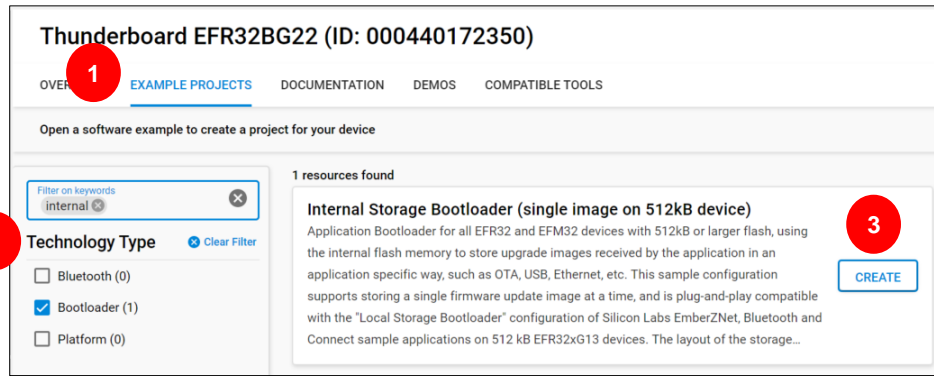 Thunderboard EFR32BG22 (ID: 000440172350)
1
OVER
EXAMPLE PROJECTS
DOCUMENTATION
DEMOS
COMPATIBLE TOOLS
Open a software example to create a project for your device
1 resources found
Filter on keywords
internal
Technology Type
Clear Filter
Bluetooth (0)
Bootloader (1)
Platform (0)
Internal Storage Bootloader (single image on 512kB device)
Application Bootloader for all EFR32 and EFM32 devices with 512kB or larger flash, using
the internal flash memory to store upgrade images received by the application in an
application specific way, such as OTA, USB, Ethernet, etc. This sample configuration
supports storing a single firmware update image at a time, and is plug-and-play compatible
with the "Local Storage Bootloader" configuration of Silicon Labs EmberZNet, Bluetooth and
Connect sample applications on 512 kB EFR32xG13 devices. The layout of the storage...
3
CREATE